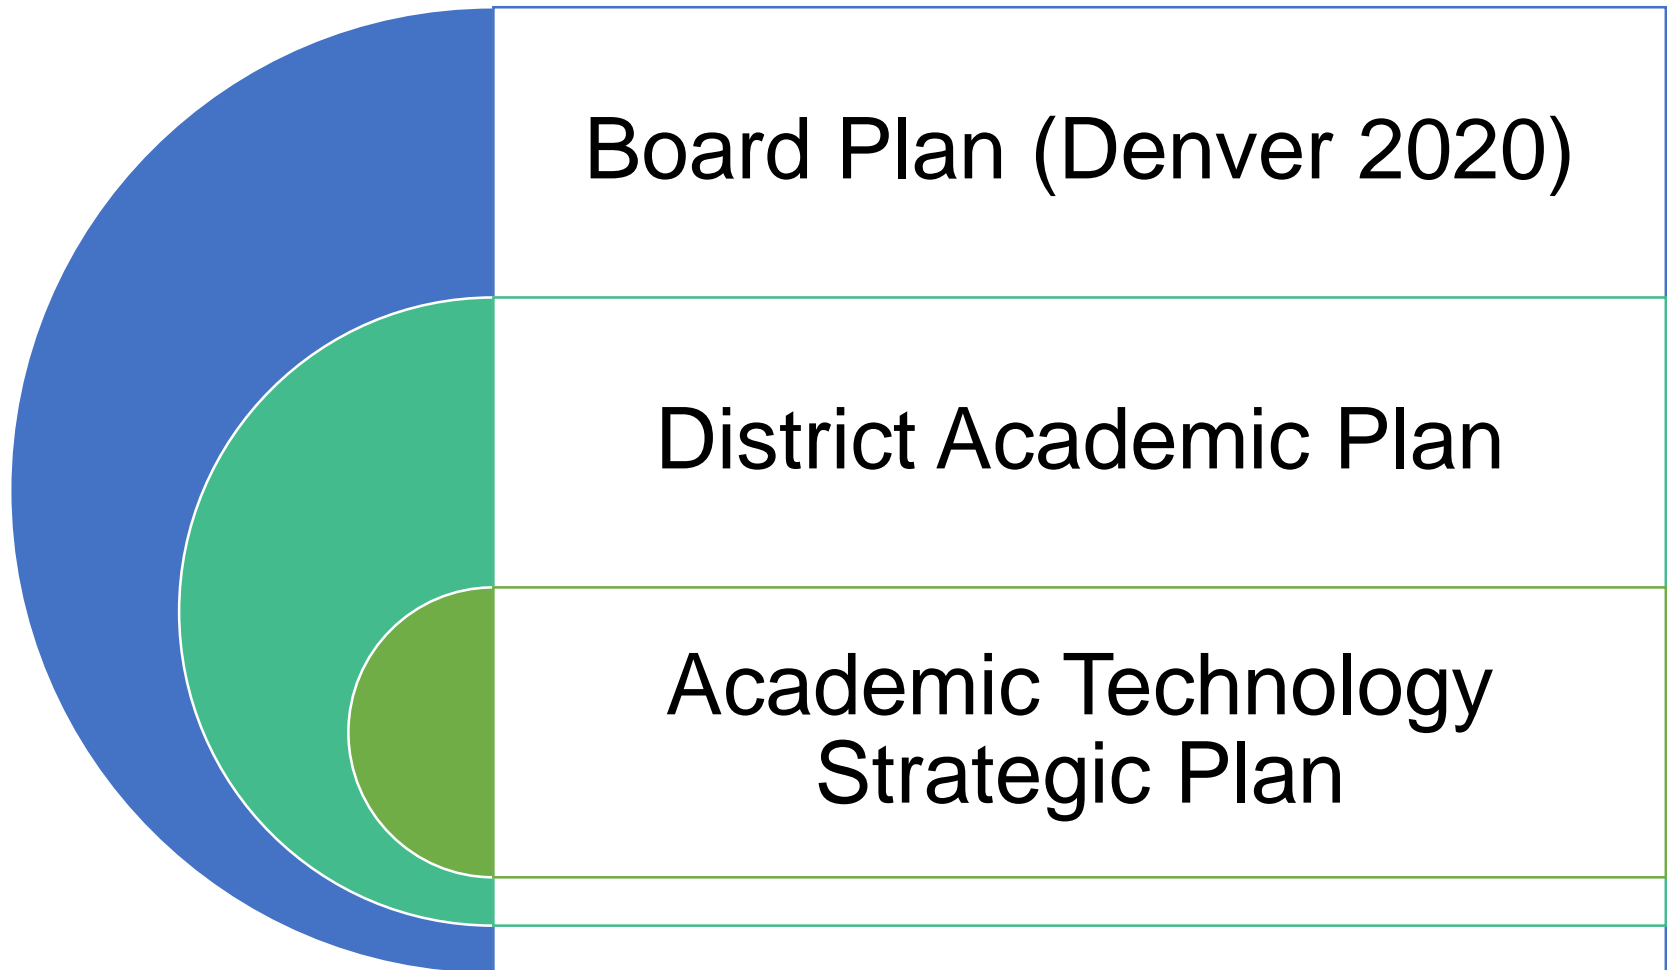 Board Plan (Denver 2020)
District Academic Plan
Academic Technology
Strategic Plan